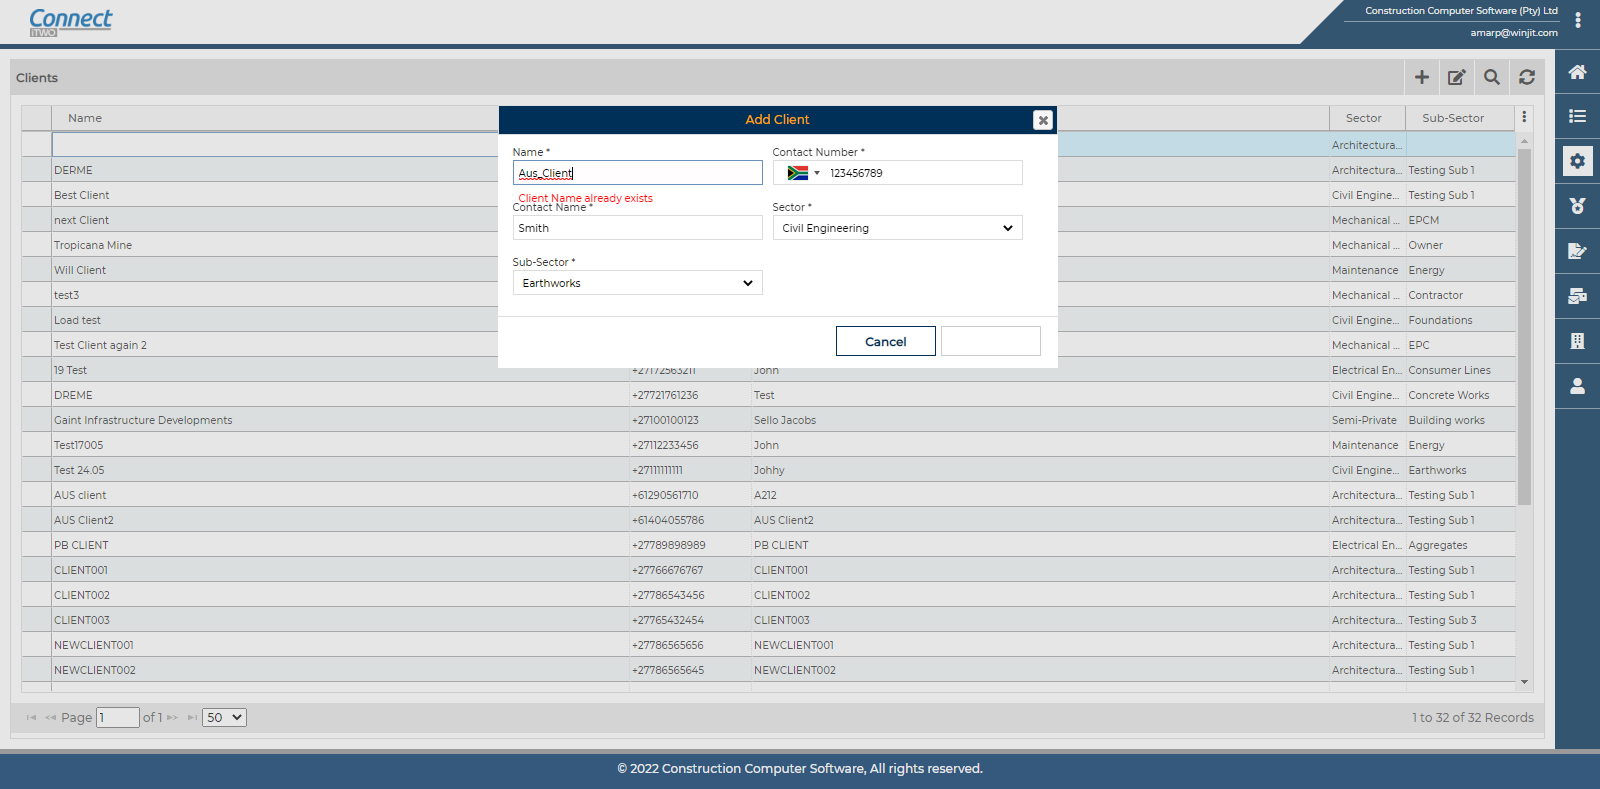 Connect
iTWO
Construction Computer Software (Pty) Ltd
amarp@winjit.com
Clients
Name
Sector
Sub-Sector
Add Client
Name *
Aus_Client
Client Name already exists
Contact Number *
123456789
Contact Name *
Smith
Sector *
Civil Engineering
Sub-Sector *
Earthworks
Cancel
Architectura...
DERME Architectura... Testing Sub 1
Best Client Civil Engine... Testing Sub 1
next Client Mechanical ... EPCM
Tropicana Mine Mechanical ... Owner
Will Client Maintenance Energy
test3 Mechanical ... Contractor
Load test Civil Engine... Foundations
Test Client again 2 Mechanical ... EPC
19 Test +27172563211 John Electrical En... Consumer Lines
DREME +27721761236 Test Civil Engine... Concrete Works
Gaint Infrastructure Developments +27100100123 Sello Jacobs Semi-Private Building works
Test17005 +27112233456 John Maintenance Energy
Test 24.05 +27111111111 Johhy Civil Engine... Earthworks
AUS client +61290561710 A212 Architectura... Testing Sub 1
AUS Client2 +61404055786 AUS Client2 Architectura... Testing Sub 1
PB CLIENT +27789898989 PB CLIENT Electrical En... Aggregates
CLIENT001 +27766676767 CLIENT001 Architectura... Testing Sub 1
CLIENT002 +27786543456 CLIENT002 Architectura... Testing Sub 1
CLIENT003 +27765432454 CLIENT003 Architectura... Testing Sub 3
NEWCLIENT001 +27786565656 NEWCLIENT001 Architectura... Testing Sub 1
NEWCLIENT002 +27786565645 NEWCLIENT002 Architectura... Testing Sub 1
Page 1 of 1 50
1 to 32 of 32 Records
© 2022 Construction Computer Software, All rights reserved.